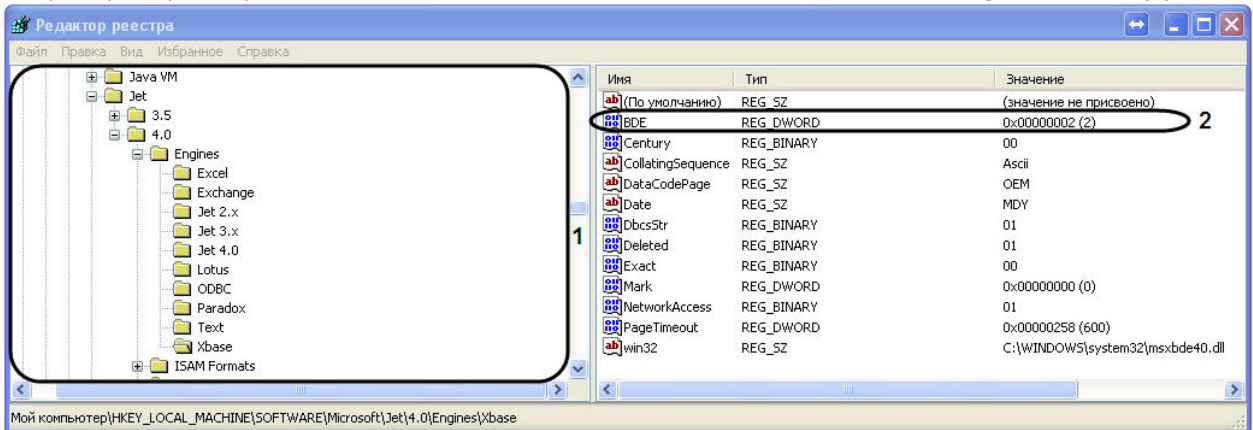 Редактор реестра
Файл Правка Вид Избранное Справка
Java VM
Jet
3.5
4.0
Engines
Excel
Exchange
Jet 2.x
Jet 3.x
Jet 4.0
Lotus
ODBC
Paradox
Text
Xbase
ISAM Formats
1
Имя Тип Значение
(По умолчанию) REG_SZ (значение не присвоено)
BDE REG_DWORD 0x00000002 (2)
2
Century REG_BINARY 00
CollatingSequence REG_SZ Ascii
DataCodePage REG_SZ OEM
Date REG_SZ MDY
DbcsStr REG_BINARY 01
Deleted REG_BINARY 01
Exact REG_BINARY 00
Mark REG_DWORD 0x00000000 (0)
NetworkAccess REG_BINARY 01
PageTimeout REG_DWORD 0x00000258 (600)
win32 REG_SZ C:\WINDOWS\system32\msxbde40.dll
Мой компьютер\HKEY_LOCAL_MACHINE\SOFTWARE\Microsoft\Jet\4.0\Engines\Xbase